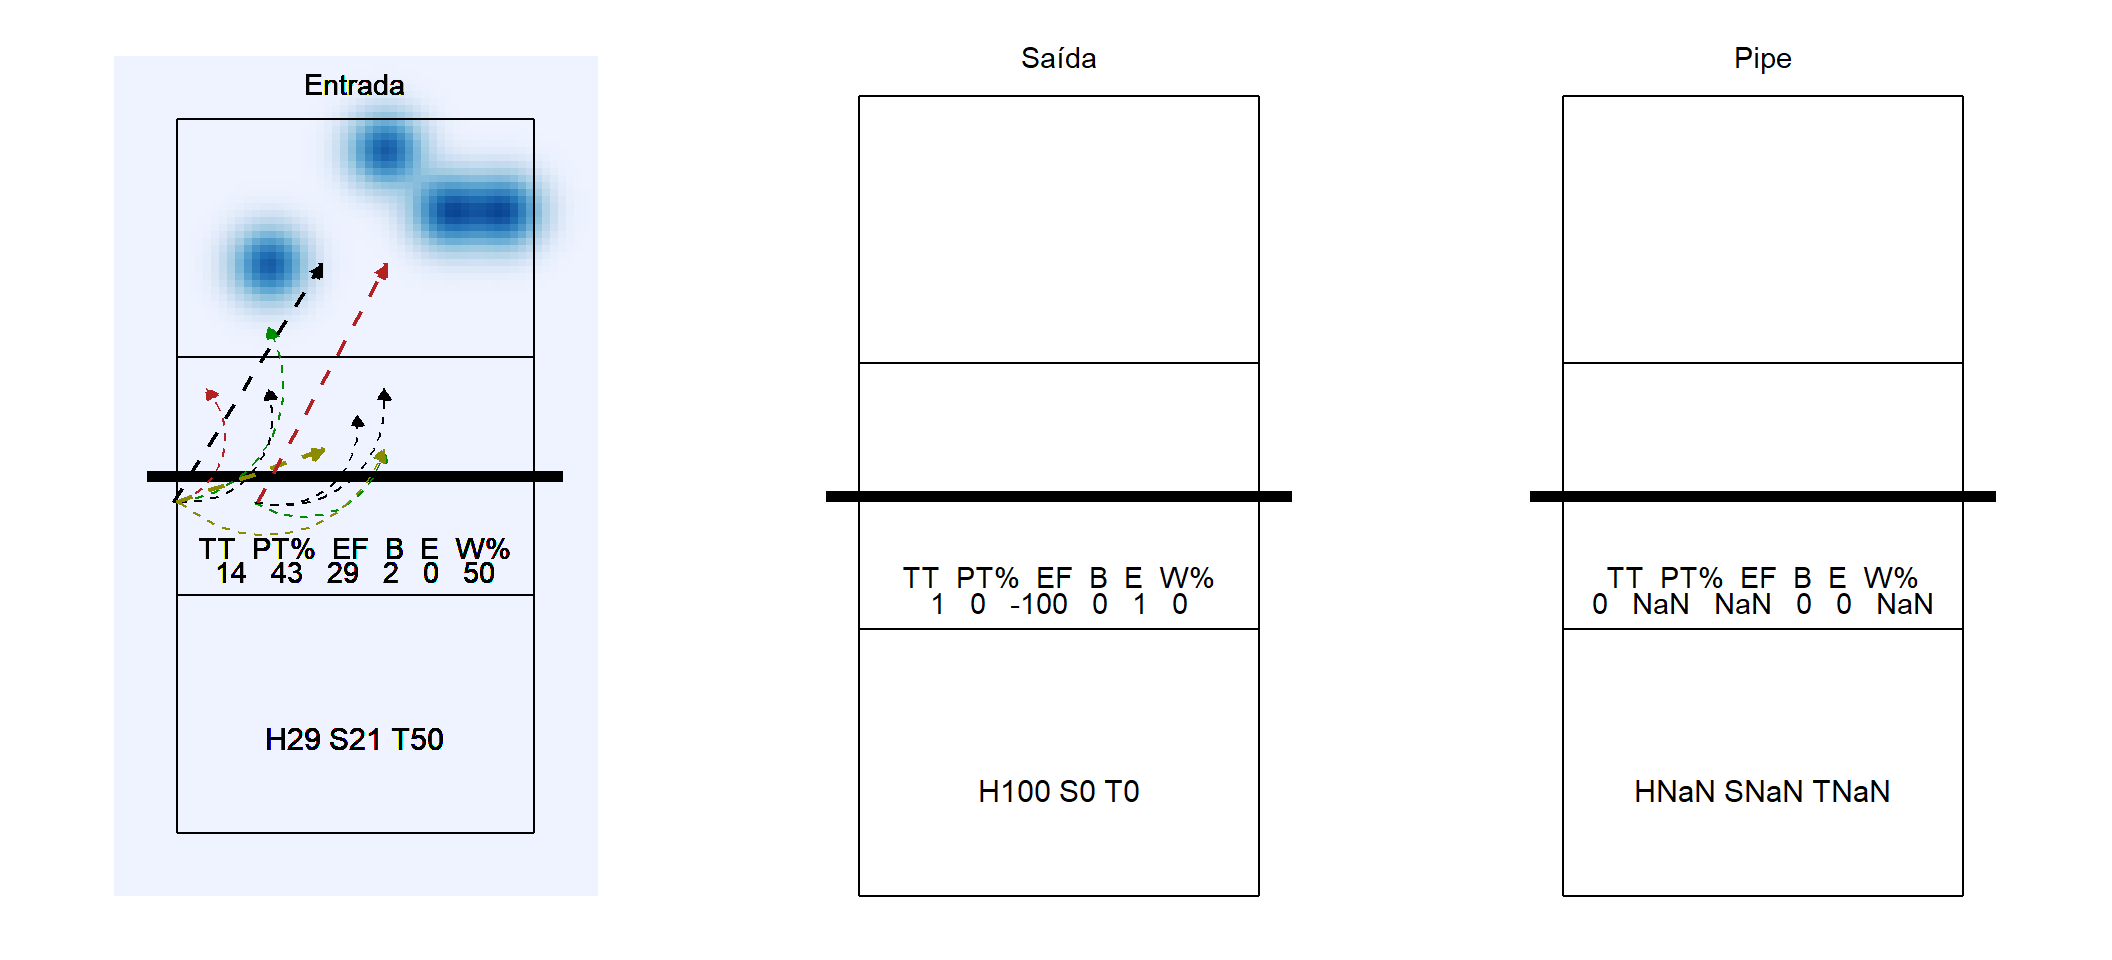 Entrada
TT PT% EF B E W%
14 43 29 2 0 50
H29 S21 T50
Saída
TT PT% EF B E W%
1 0 -100 0 1 0
H100 S0 T0
Pipe
TT PT% EF B E W%
0 NaN NaN 0 0 NaN
HNaN SNaN TNaN